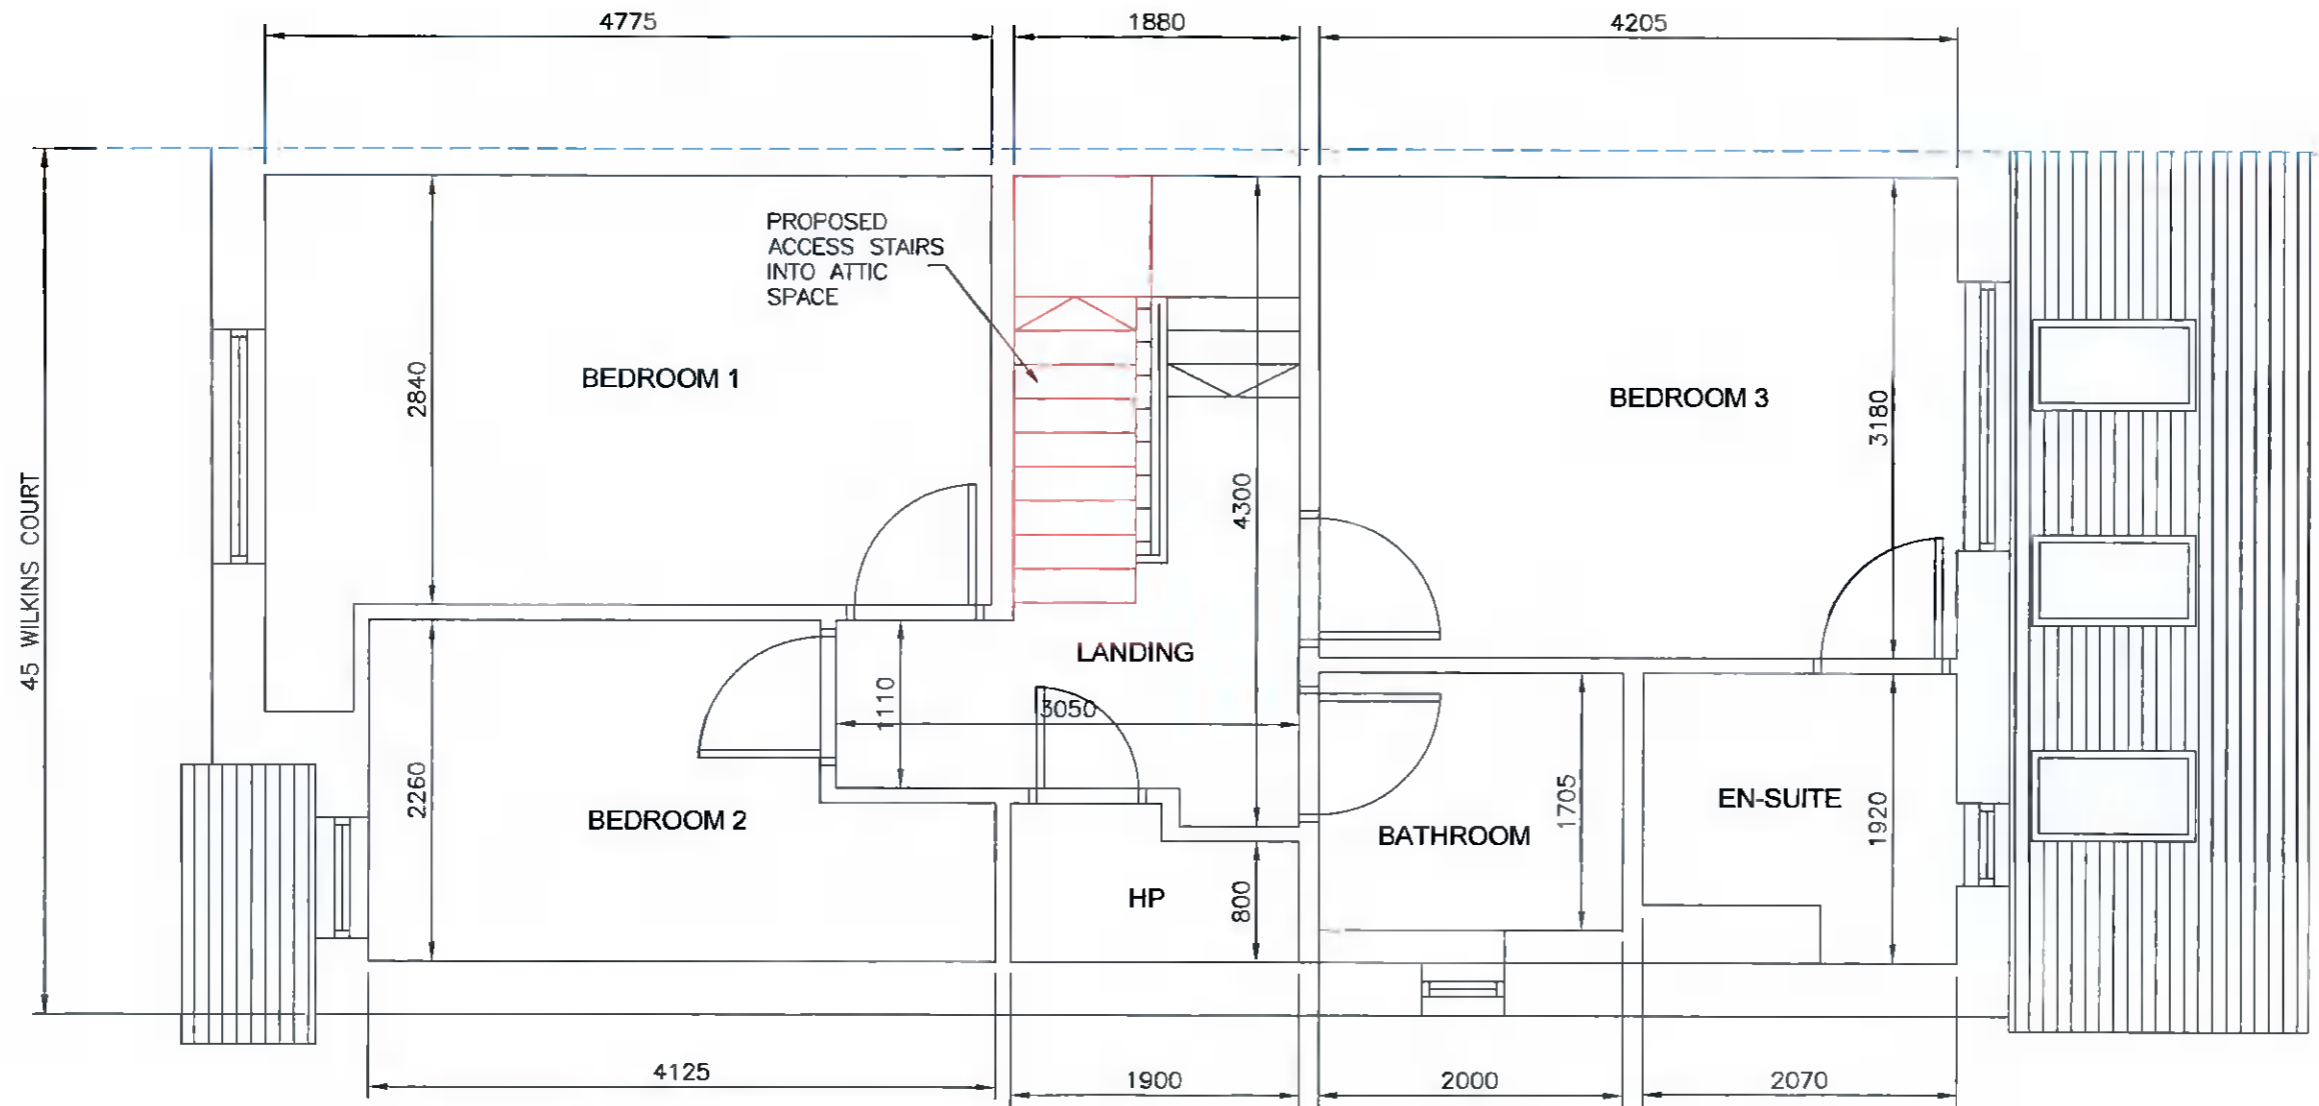 4775
1880
4205
PROPOSED
ACCESS STAIRS
INTO ATTIC
SPACE
2840
BEDROOM 1
BEDROOM 3
3180
4300
45 WILKINS COURT
LANDING
1110
3050
2260
BEDROOM 2
1705
EN-SUITE
1920
BATHROOM
HP
800
4125
1900
2000
2070